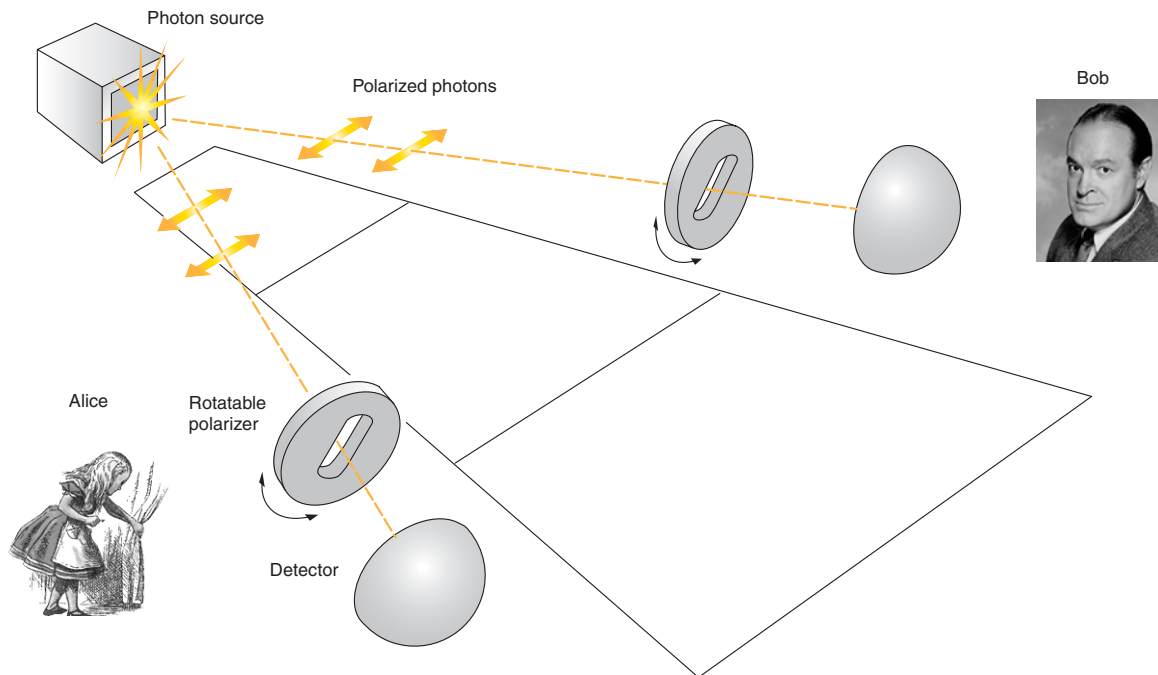 Photon source
Polarized photons
Bob
Alice
Rotatable
polarizer
Detector